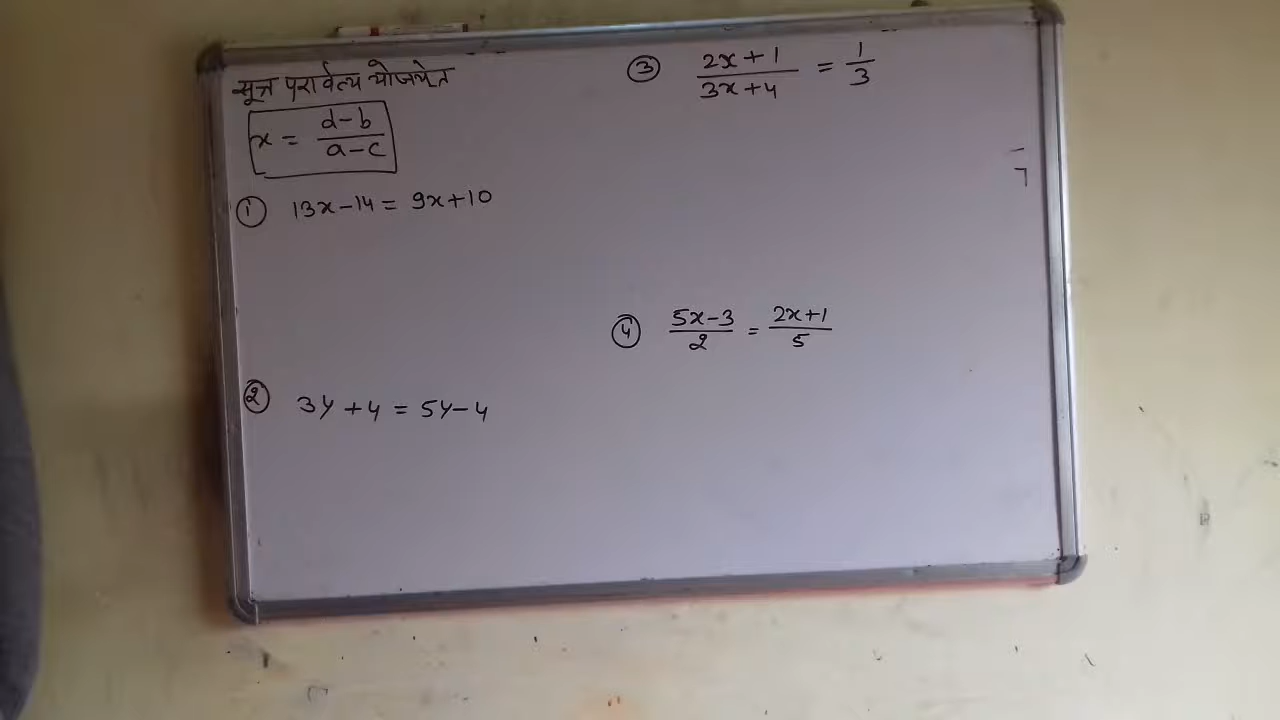 सूत्र परावर्त्य योजयेत
x = d-b / a-c
① 13x-14 = 9x+10
② 3y+4 = 5y-4
③ 2x+1 / 3x+4 = 1/3
④ 5x-3 / 2 = 2x+1 / 5